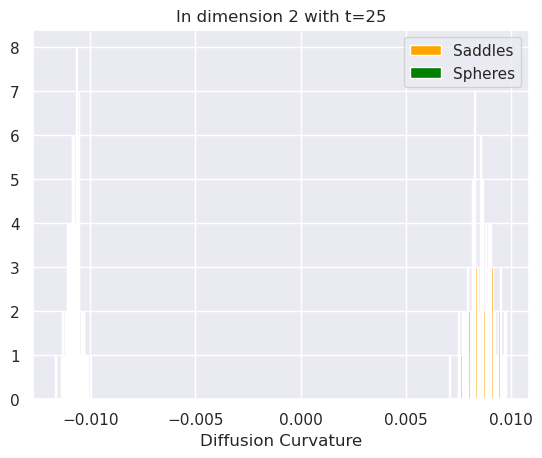 In dimension 2 with t=25
Saddles
Spheres
8
7
6
5
4
3
2
1
0
−0.010 −0.005 0.000 0.005 0.010
Diffusion Curvature